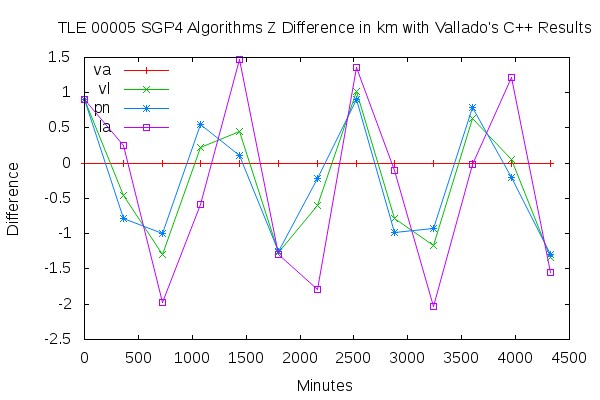 TLE 00005 SGP4 Algorithms Z Difference in km with Vallado's C++ Results
1.5
1
0.5
0
-0.5
-1
-1.5
-2
-2.5
va
vl
pn
la
Difference
0
500
1000
1500
2000
2500
3000
3500
4000
4500
Minutes